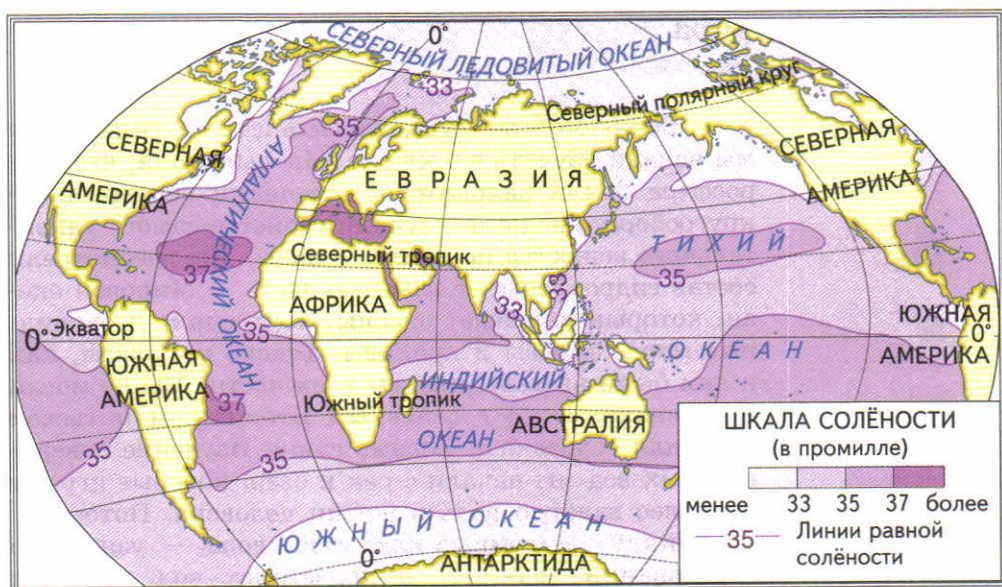 0°
СЕВЕРНЫЙ ЛЕДОВИТЫЙ ОКЕАН
0°
33
Северный полярный круг
35
СЕВЕРНАЯ
АМЕРИКА
АТЛАНТИЧЕСКИЙ ОКЕАН
ЕВРАЗИЯ
СЕВЕРНАЯ
АМЕРИКА
ТИХИЙ
Северный тропик
37
35
33
33
АФРИКА
0° Экватор
35
ЮЖНАЯ
АМЕРИКА
ОКЕАН
ЮЖНАЯ
0°
АМЕРИКА
ИНДИЙСКИЙ
37
Южный тропик
АВСТРАЛИЯ
ОКЕАН
35
35
ЮЖНЫЙ ОКЕАН
0°
АНТАРКТИДА
ШКАЛА СОЛЁНОСТИ
(в промилле)
менее 33 35 37 более
35 Линии равной
солёности